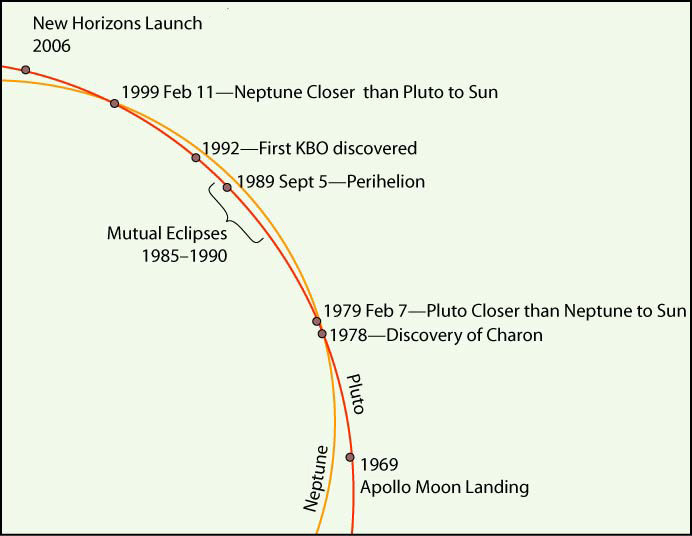 New Horizons Launch
2006
1999 Feb 11—Neptune Closer than Pluto to Sun
1992—First KBO discovered
1989 Sept 5—Perihelion
Mutual Eclipses
1985–1990
1979 Feb 7—Pluto Closer than Neptune to Sun
1978—Discovery of Charon
Pluto
Neptune
1969
Apollo Moon Landing